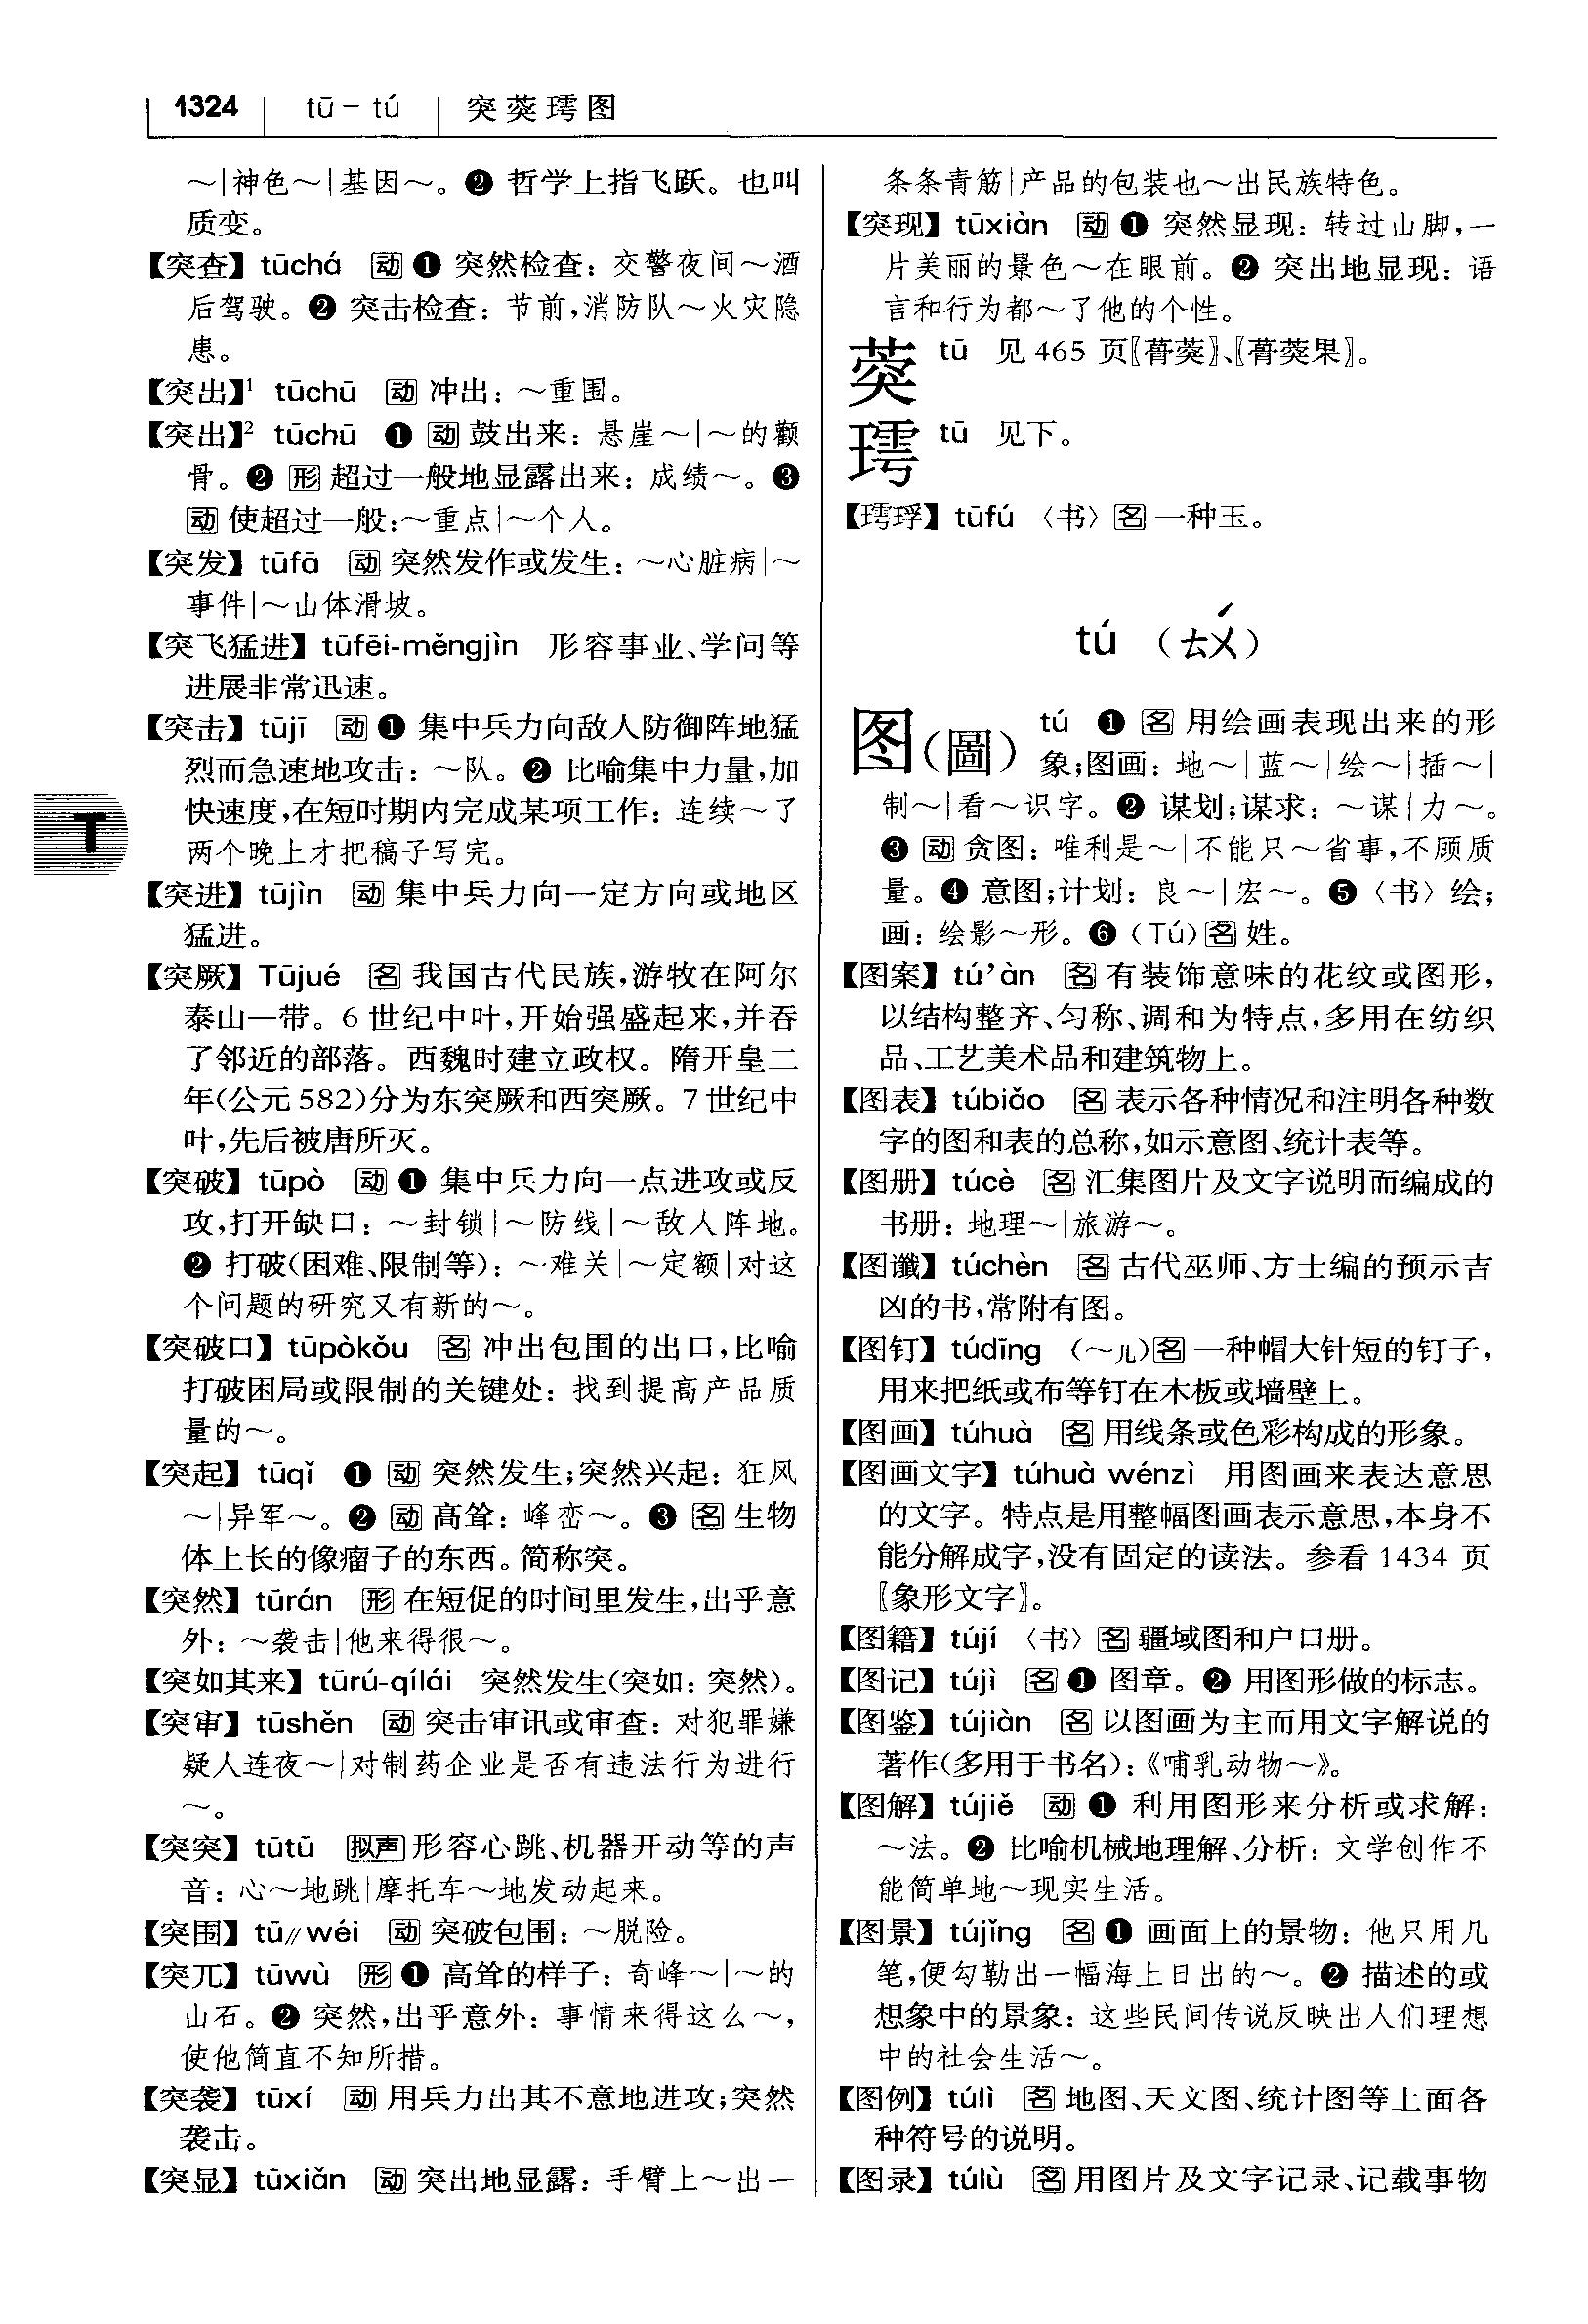 1324 tū－tú 突葖㻬图
～|神色～|基因～。❷ 哲学上指飞跃。也叫
质变。
【突查】tūchá 动❶ 突然检查：交警夜间～酒
后驾驶。❷ 突击检查：节前,消防队～火灾隐
患。
【突出】¹ tūchū 动 冲出：～重围。
【突出】² tūchū ❶ 动 鼓出来：悬崖～|～的颧
骨。❷ 形 超过一般地显露出来：成绩～。❸
动 使超过一般：～重点|～个人。
【突发】tūfā 动 突然发作或发生：～心脏病|～
事件|～山体滑坡。
【突飞猛进】tūfēi-měngjìn 形容事业、学问等
进展非常迅速。
【突击】tūjī 动❶ 集中兵力向敌人防御阵地猛
烈而急速地攻击：～队。❷ 比喻集中力量,加
快速度,在短时期内完成某项工作：连续～了
两个晚上才把稿子写完。
【突进】tūjìn 动 集中兵力向一定方向或地区
猛进。
【突厥】Tūjué 名 我国古代民族,游牧在阿尔
泰山一带。6 世纪中叶,开始强盛起来,并吞
了邻近的部落。西魏时建立政权。隋开皇二
年(公元 582)分为东突厥和西突厥。7 世纪中
叶,先后被唐所灭。
【突破】tūpò 动❶ 集中兵力向一点进攻或反
攻,打开缺口：～封锁|～防线|～敌人阵地。
❷ 打破(困难、限制等)：～难关|～定额|对这
个问题的研究又有新的～。
【突破口】tūpòkǒu 名 冲出包围的出口,比喻
打破困局或限制的关键处：找到提高产品质
量的～。
【突起】tūqǐ ❶ 动 突然发生;突然兴起：狂风
～|异军～。❷ 动 高耸：峰峦～。❸ 名 生物
体上长的像瘤子的东西。简称突。
【突然】tūrán 形 在短促的时间里发生,出乎意
外：～袭击|他来得很～。
【突如其来】tūrú-qílái 突然发生(突如：突然)。
【突审】tūshěn 动 突击审讯或审查：对犯罪嫌
疑人连夜～|对制药企业是否有违法行为进行
～。
【突突】tūtū 拟声 形容心跳、机器开动等的声
音：心～地跳|摩托车～地发动起来。
【突围】tū//wéi 动 突破包围：～脱险。
【突兀】tūwù 形❶ 高耸的样子：奇峰～|～的
山石。❷ 突然,出乎意外：事情来得这么～,
使他简直不知所措。
【突袭】tūxí 动 用兵力出其不意地进攻;突然
袭击。
【突显】tūxiǎn 动 突出地显露：手臂上～出一
条条青筋|产品的包装也～出民族特色。
【突现】tūxiàn 动❶ 突然显现：转过山脚,一
片美丽的景色～在眼前。❷ 突出地显现：语
言和行为都～了他的个性。
葖 tū 见 465 页〖蓇葖〗、〖蓇葖果〗。
㻬 tū 见下。
【㻬琈】tūfú 〈书〉名 一种玉。
tú （ㄊㄨˊ）
图(圖) tú ❶ 名 用绘画表现出来的形
象;图画：地～|蓝～|绘～|插～|
制～|看～识字。❷ 谋划;谋求：～谋|力～。
❸ 动 贪图：唯利是～|不能只～省事,不顾质
量。❹ 意图;计划：良～|宏～。❺〈书〉绘;
画：绘影～形。❻（Tú)名 姓。
【图案】tú’àn 名 有装饰意味的花纹或图形,
以结构整齐、匀称、调和为特点,多用在纺织
品、工艺美术品和建筑物上。
【图表】túbiǎo 名 表示各种情况和注明各种数
字的图和表的总称,如示意图、统计表等。
【图册】túcè 名 汇集图片及文字说明而编成的
书册：地理～|旅游～。
【图谶】túchèn 名 古代巫师、方士编的预示吉
凶的书,常附有图。
【图钉】túdīng （～儿)名 一种帽大针短的钉子,
用来把纸或布等钉在木板或墙壁上。
【图画】túhuà 名 用线条或色彩构成的形象。
【图画文字】túhuà wénzì 用图画来表达意思
的文字。特点是用整幅图画表示意思,本身不
能分解成字,没有固定的读法。参看 1434 页
〖象形文字〗。
【图籍】tújí 〈书〉名 疆域图和户口册。
【图记】tújì 名❶ 图章。❷ 用图形做的标志。
【图鉴】tújiàn 名 以图画为主而用文字解说的
著作(多用于书名)：《哺乳动物～》。
【图解】tújiě 动❶ 利用图形来分析或求解：
～法。❷ 比喻机械地理解、分析：文学创作不
能简单地～现实生活。
【图景】tújǐng 名❶ 画面上的景物：他只用几
笔,便勾勒出一幅海上日出的～。❷ 描述的或
想象中的景象：这些民间传说反映出人们理想
中的社会生活～。
【图例】túlì 名 地图、天文图、统计图等上面各
种符号的说明。
【图录】túlù 名 用图片及文字记录、记载事物
T